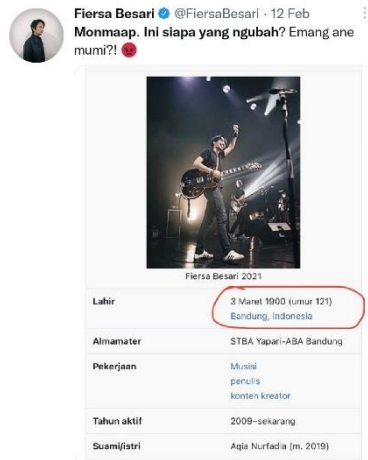 Fiersa Besari @FiersaBesari · 12 Feb
Monmaap. Ini siapa yang ngubah? Emang ane
mumi?! 😡
Fiersa Besari 2021
Lahir 3 Maret 1900 (umur 121)
Bandung, Indonesia
Almamater STBA Yapari-ABA Bandung
Pekerjaan Musisi
penulis
konten kreator
Tahun aktif 2009–sekarang
Suami/istri Aqia Nurfadla (m. 2019)